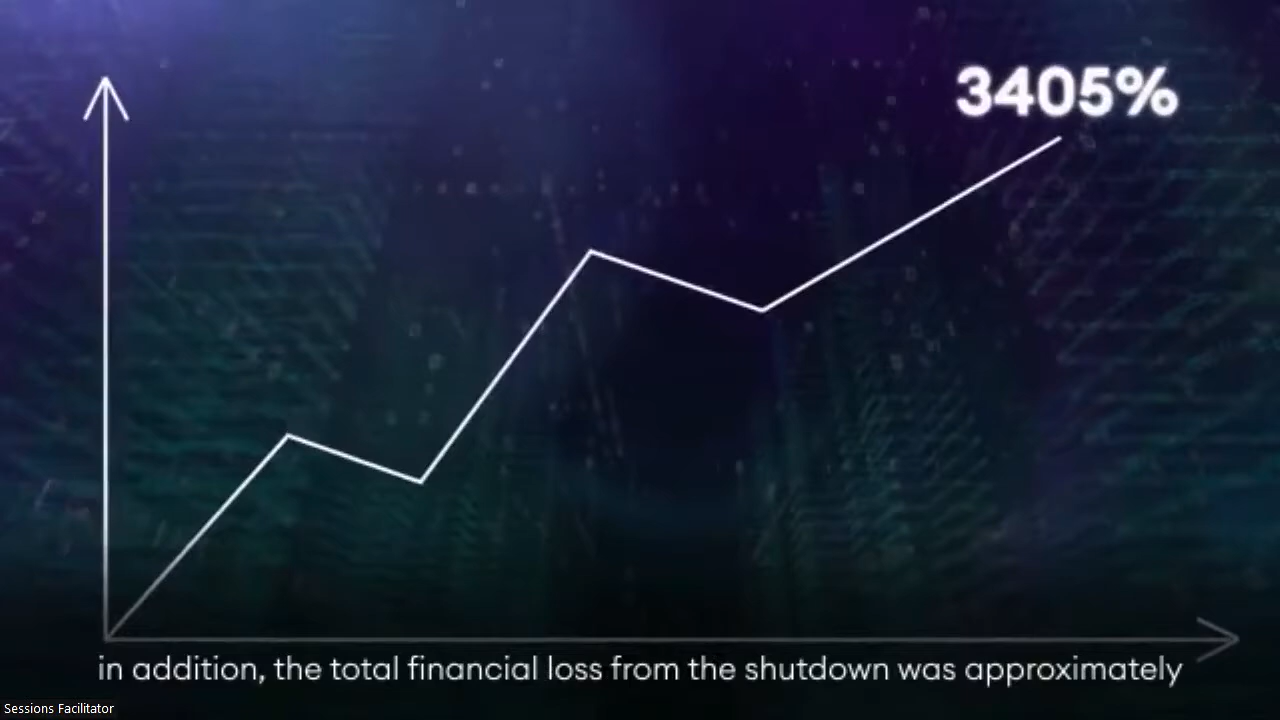 3405%
in addition, the total financial loss from the shutdown was approximately
Sessions Facilitator